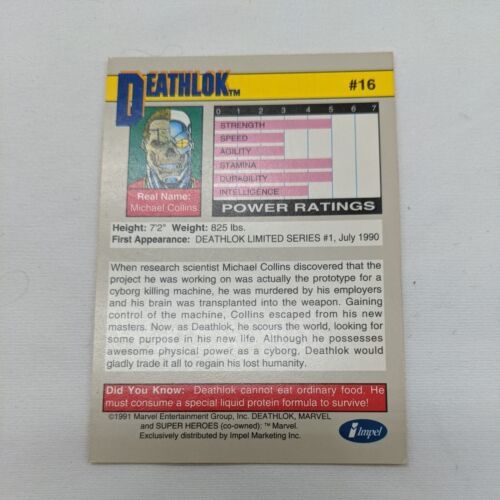 DEATHLOK™
#16
0 1 2 3 4 5 6 7
STRENGTH
SPEED
AGILITY
STAMINA
DURABILITY
INTELLIGENCE
POWER RATINGS
Real Name:
Michael Collins
Height: 7'2" Weight: 825 lbs.
First Appearance: DEATHLOK LIMITED SERIES #1, July 1990
When research scientist Michael Collins discovered that the
project he was working on was actually the prototype for a
cyborg killing machine, he was murdered by his employers
and his brain was transplanted into the weapon. Gaining
control of the machine, Collins escaped from his new
masters. Now, as Deathlok, he scours the world, looking for
some purpose in his new life. Although he possesses
awesome physical power as a cyborg, Deathlok would
gladly trade it all to regain his lost humanity.
Did You Know: Deathlok cannot eat ordinary food. He
must consume a special liquid protein formula to survive!
©1991 Marvel Entertainment Group, Inc. DEATHLOK, MARVEL
and SUPER HEROES (co-owned): ™ Marvel.
Exclusively distributed by Impel Marketing Inc.
Impel